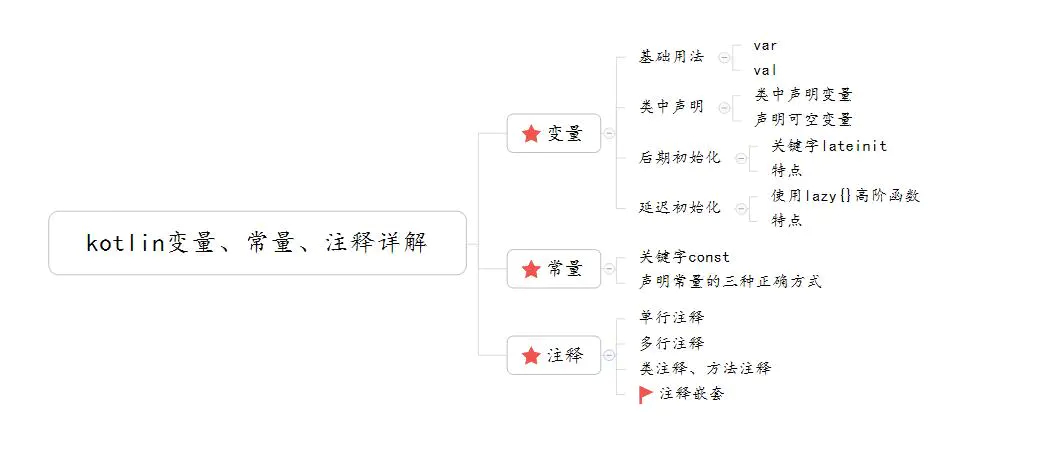 kotlin变量、常量、注释详解
变量
基础用法
var
val
类中声明
类中声明变量
声明可空变量
后期初始化
关键字lateinit
特点
延迟初始化
使用lazy{}高阶函数
特点
常量
关键字const
声明常量的三种正确方式
注释
单行注释
多行注释
类注释、方法注释
注释嵌套